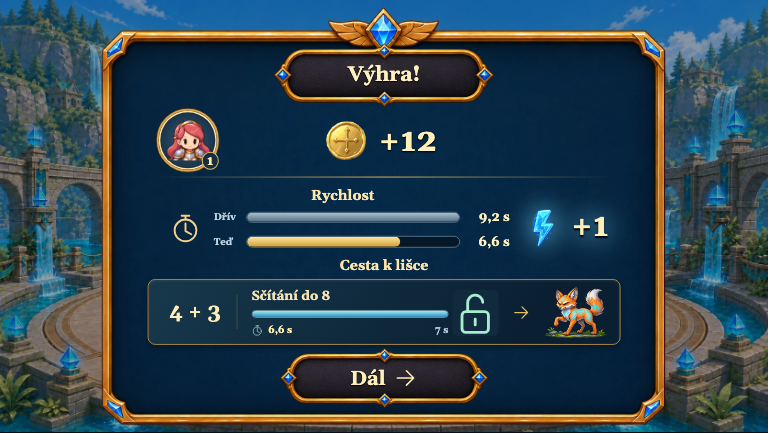 Výhra!
1
+12
Rychlost
Dřív 9,2 s
+1
Teď 6,6 s
Cesta k lišce
4 + 3
Sčítání do 8
6,6 s 7 s
Dál →